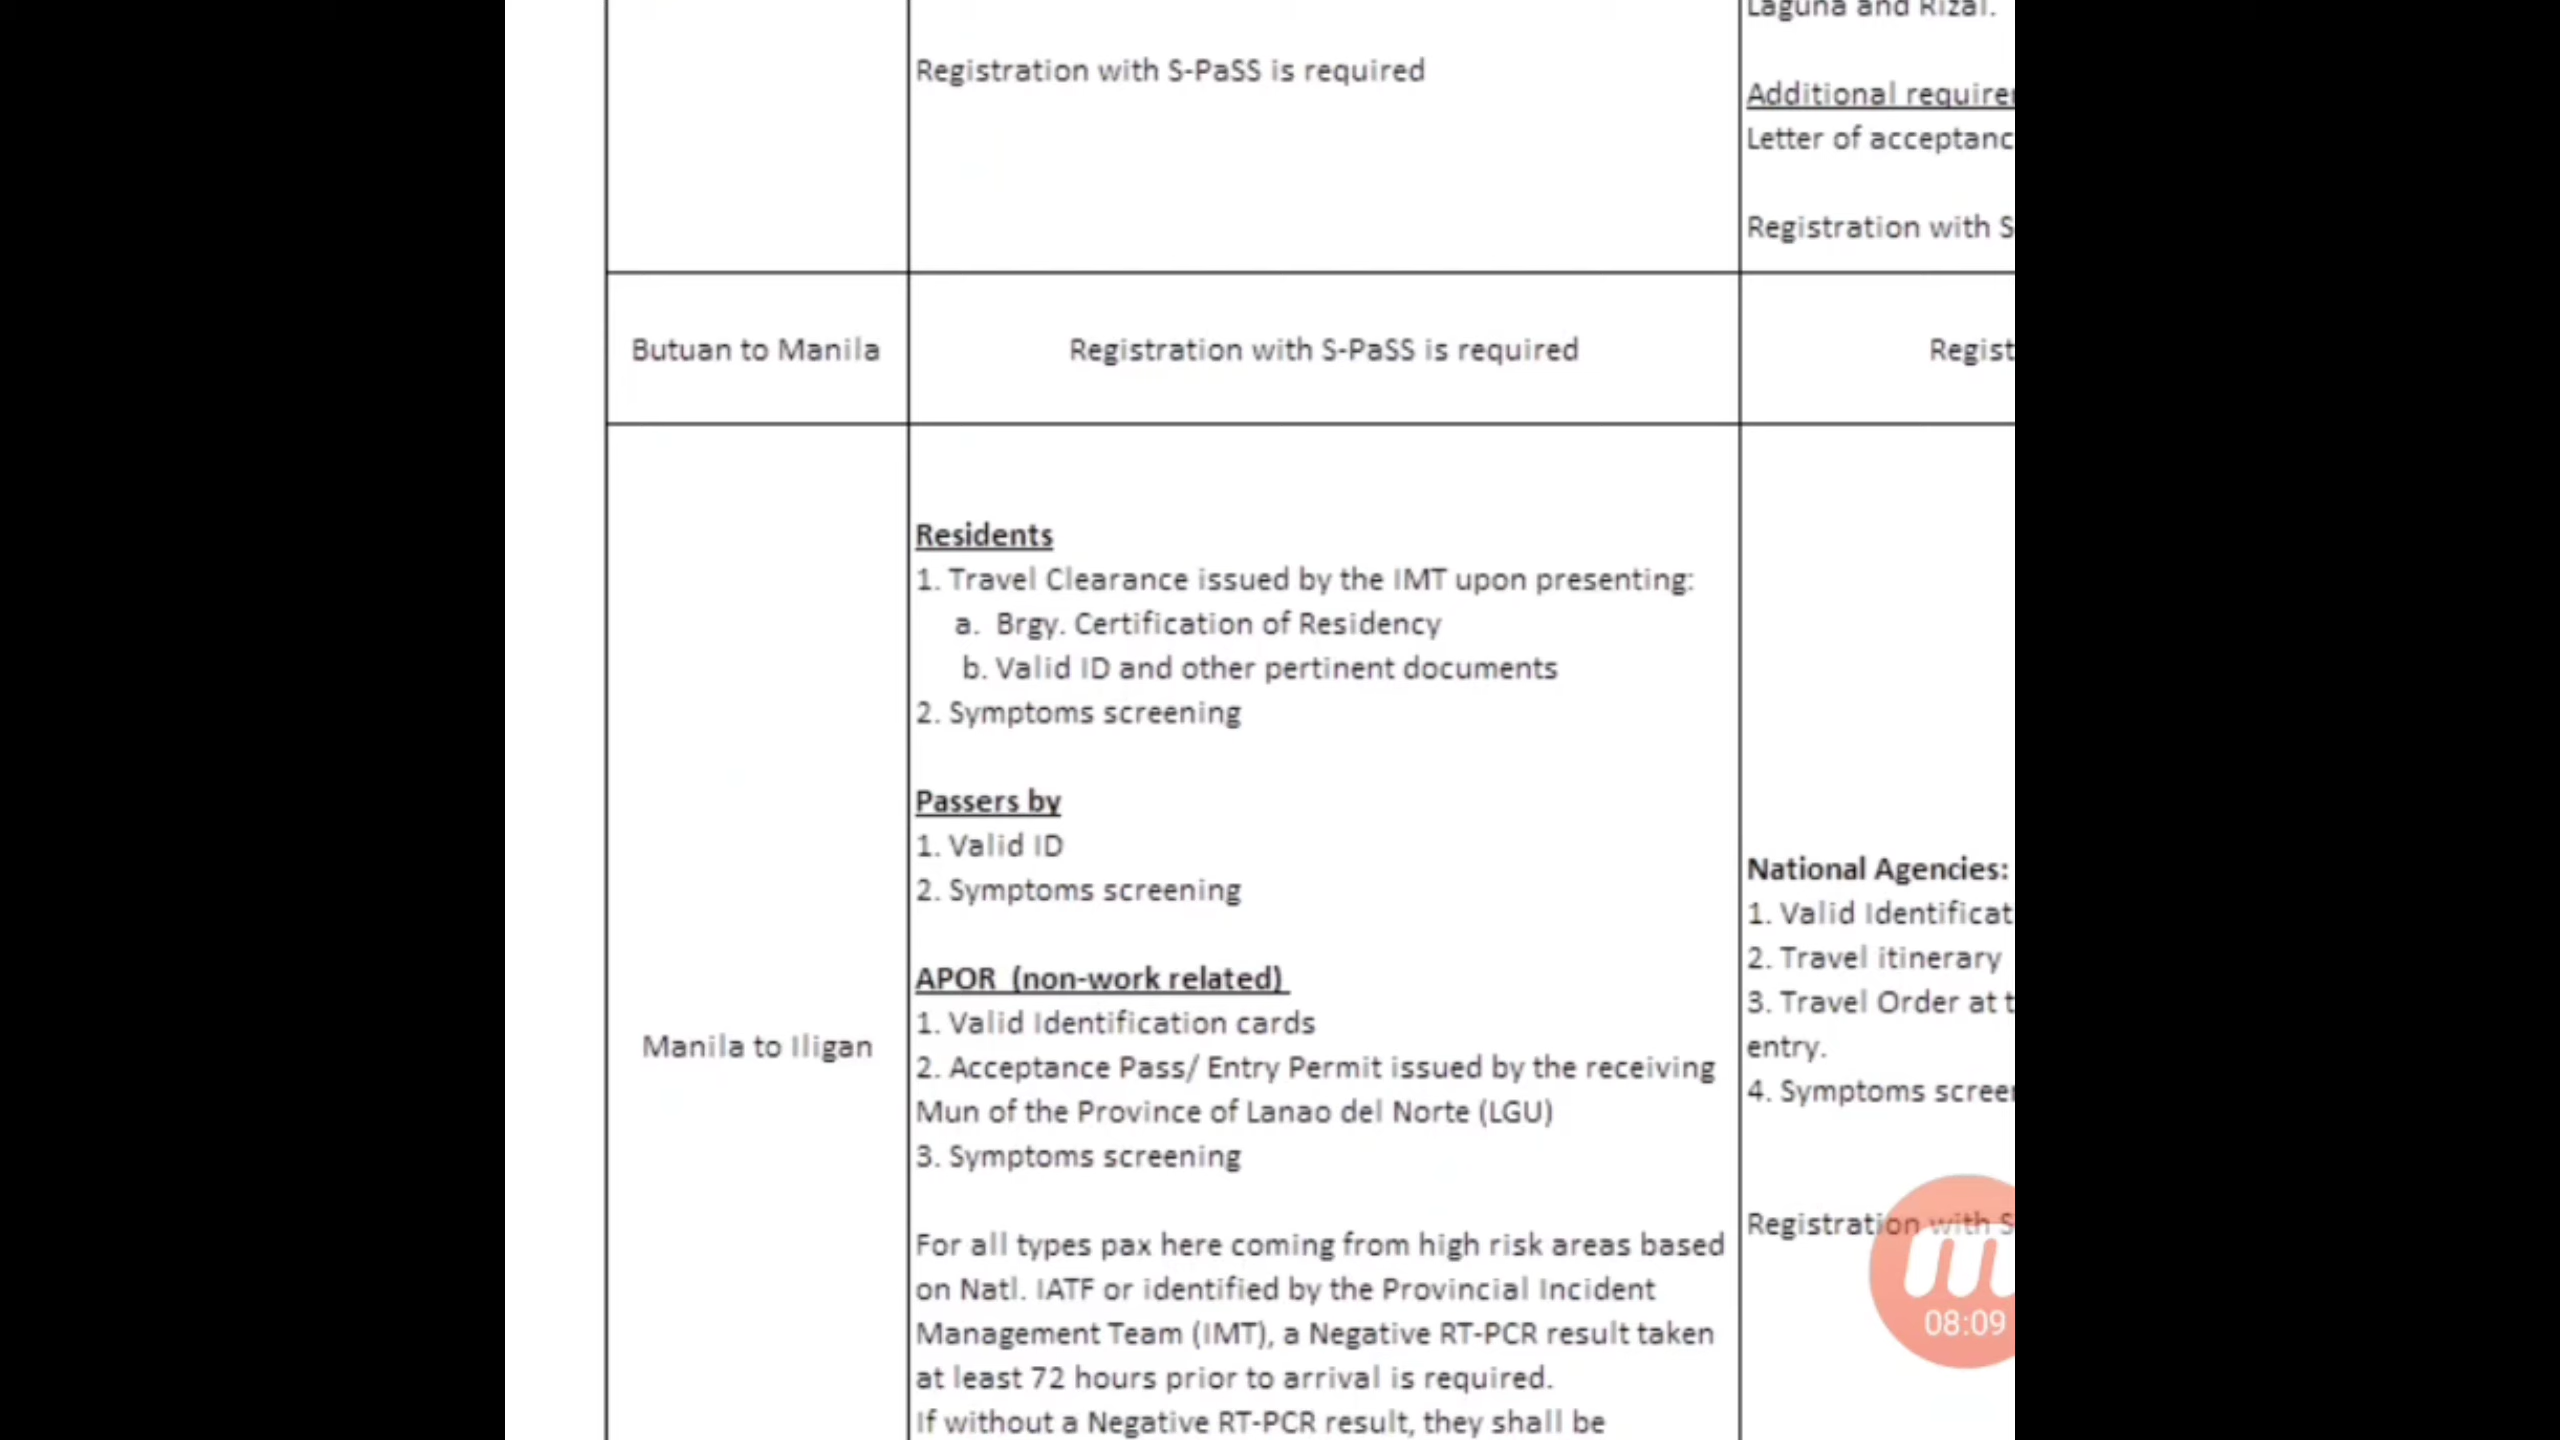 Laguna and Rizal.
Registration with S-PaSS is required
Additional
Letter of
Registration with
Butuan to Manila
Registration with S-PaSS is required
Manila to Iligan
Residents
1. Travel Clearance issued by the IMT upon presenting:
a. Brgy. Certification of Residency
b. Valid ID and other pertinent documents
2. Symptoms screening
Passers by
1. Valid ID
2. Symptoms screening
APOR (non-work related)
1. Valid Identification cards
2. Acceptance Pass/ Entry Permit issued by the receiving
Mun of the Province of Lanao del Norte (LGU)
3. Symptoms screening
For all types pax here coming from high risk areas based
on Natl. IATF or identified by the Provincial Incident
Management Team (IMT), a Negative RT-PCR result taken
at least 72 hours prior to arrival is required.
If without a Negative RT-PCR result, they shall be
National Agencies:
1. Valid
2. Travel itinerary
3. Travel Order at
entry.
4. Symptoms
Registration with
08:09